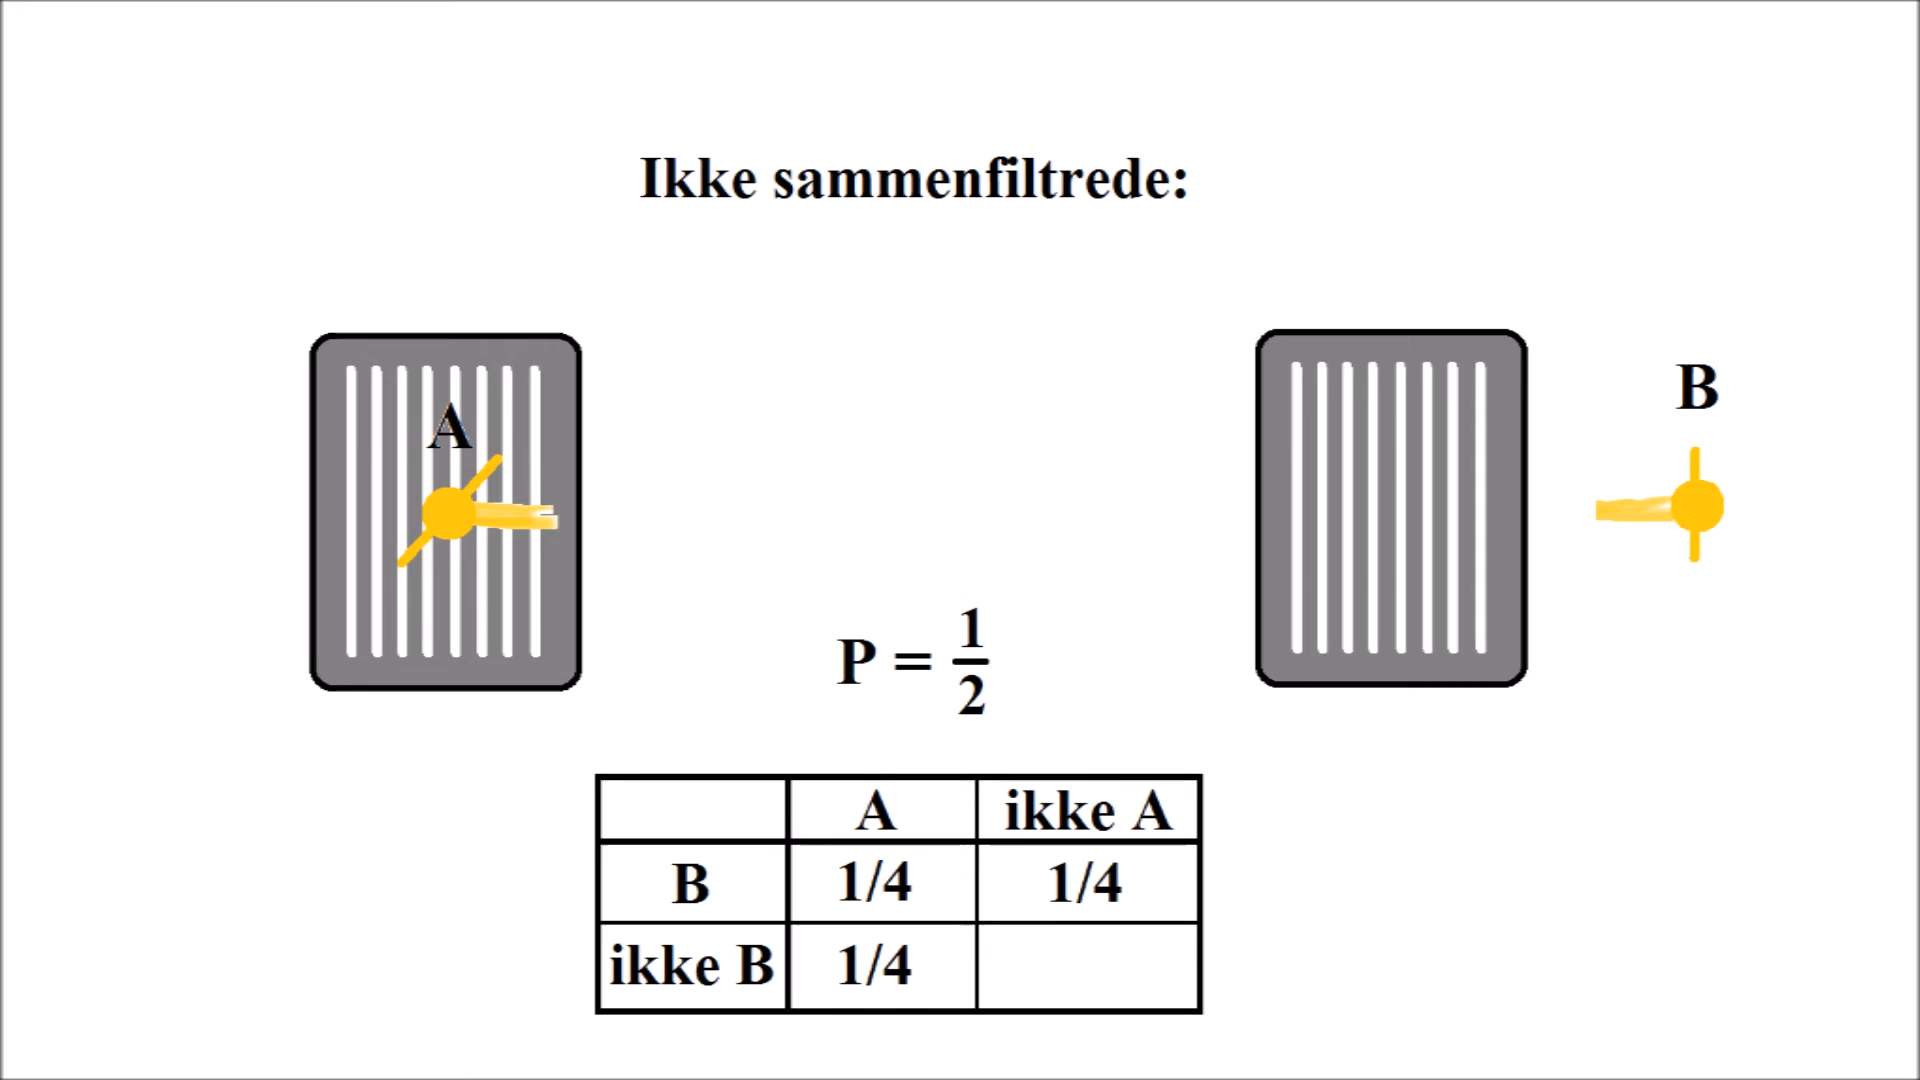 Ikke sammenfiltrede:
A
B
P = 1/2
A ikke A
B 1/4 1/4
ikke B 1/4